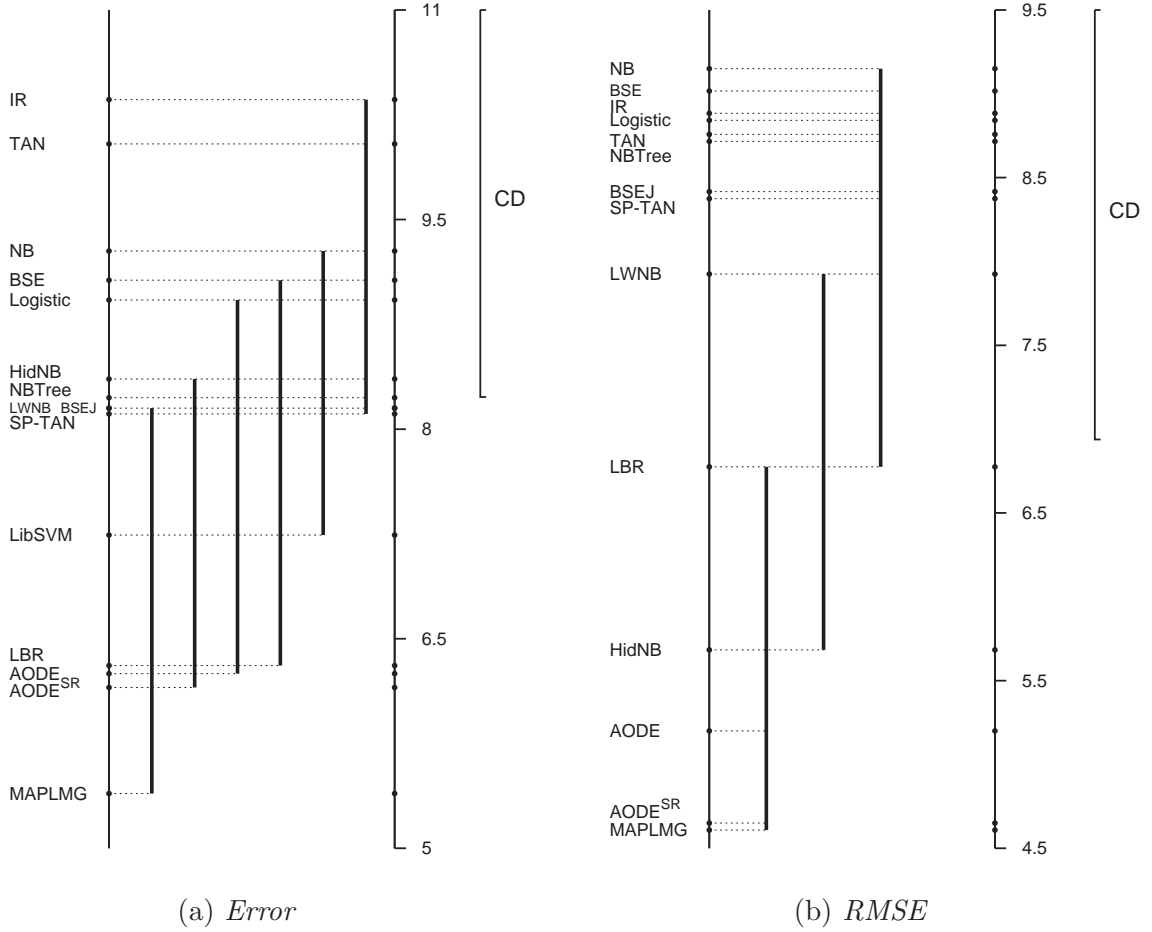 11
IR
TAN
9.5
CD
NB
BSE
Logistic
HidNB
NBTree
LWNB BSEJ
SP-TAN
8
LibSVM
6.5
LBR
AODE
AODE^SR
MAPLMG
5
(a) Error
9.5
NB
BSE
IR
Logistic
TAN
NBTree
8.5
BSEJ
SP-TAN
CD
LWNB
7.5
LBR
6.5
HidNB
5.5
AODE
AODE^SR
MAPLMG
4.5
(b) RMSE